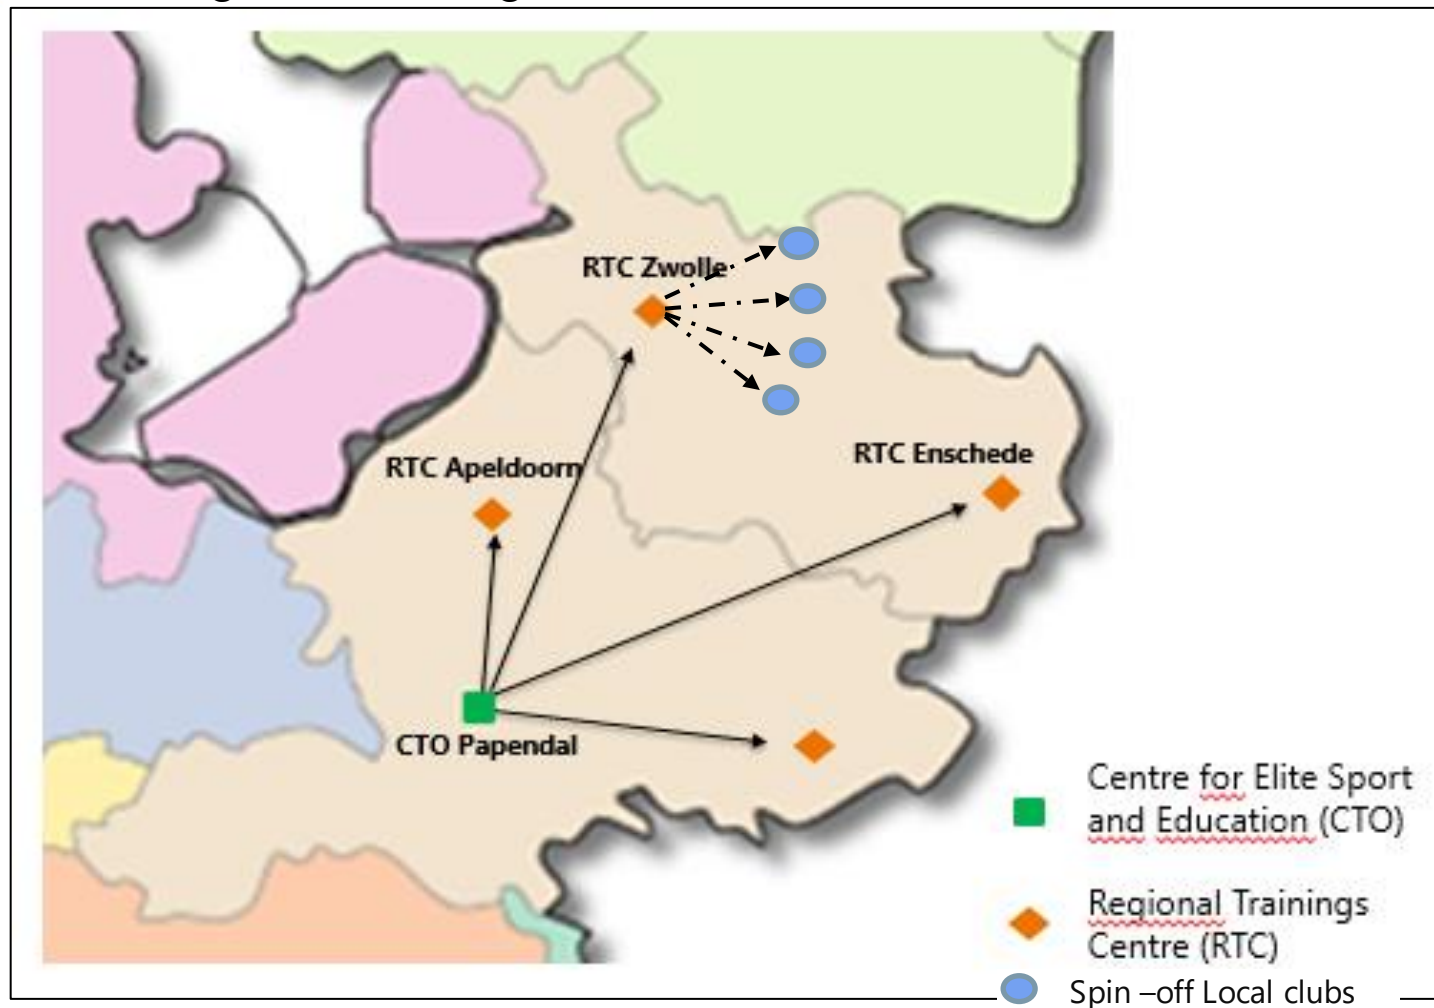 RTC Zwolle
RTC Apeldoorn
RTC Enschede
CTO Papendal
Centre for Elite Sport
and Education (CTO)
Regional Trainings
Centre (RTC)
Spin –off Local clubs